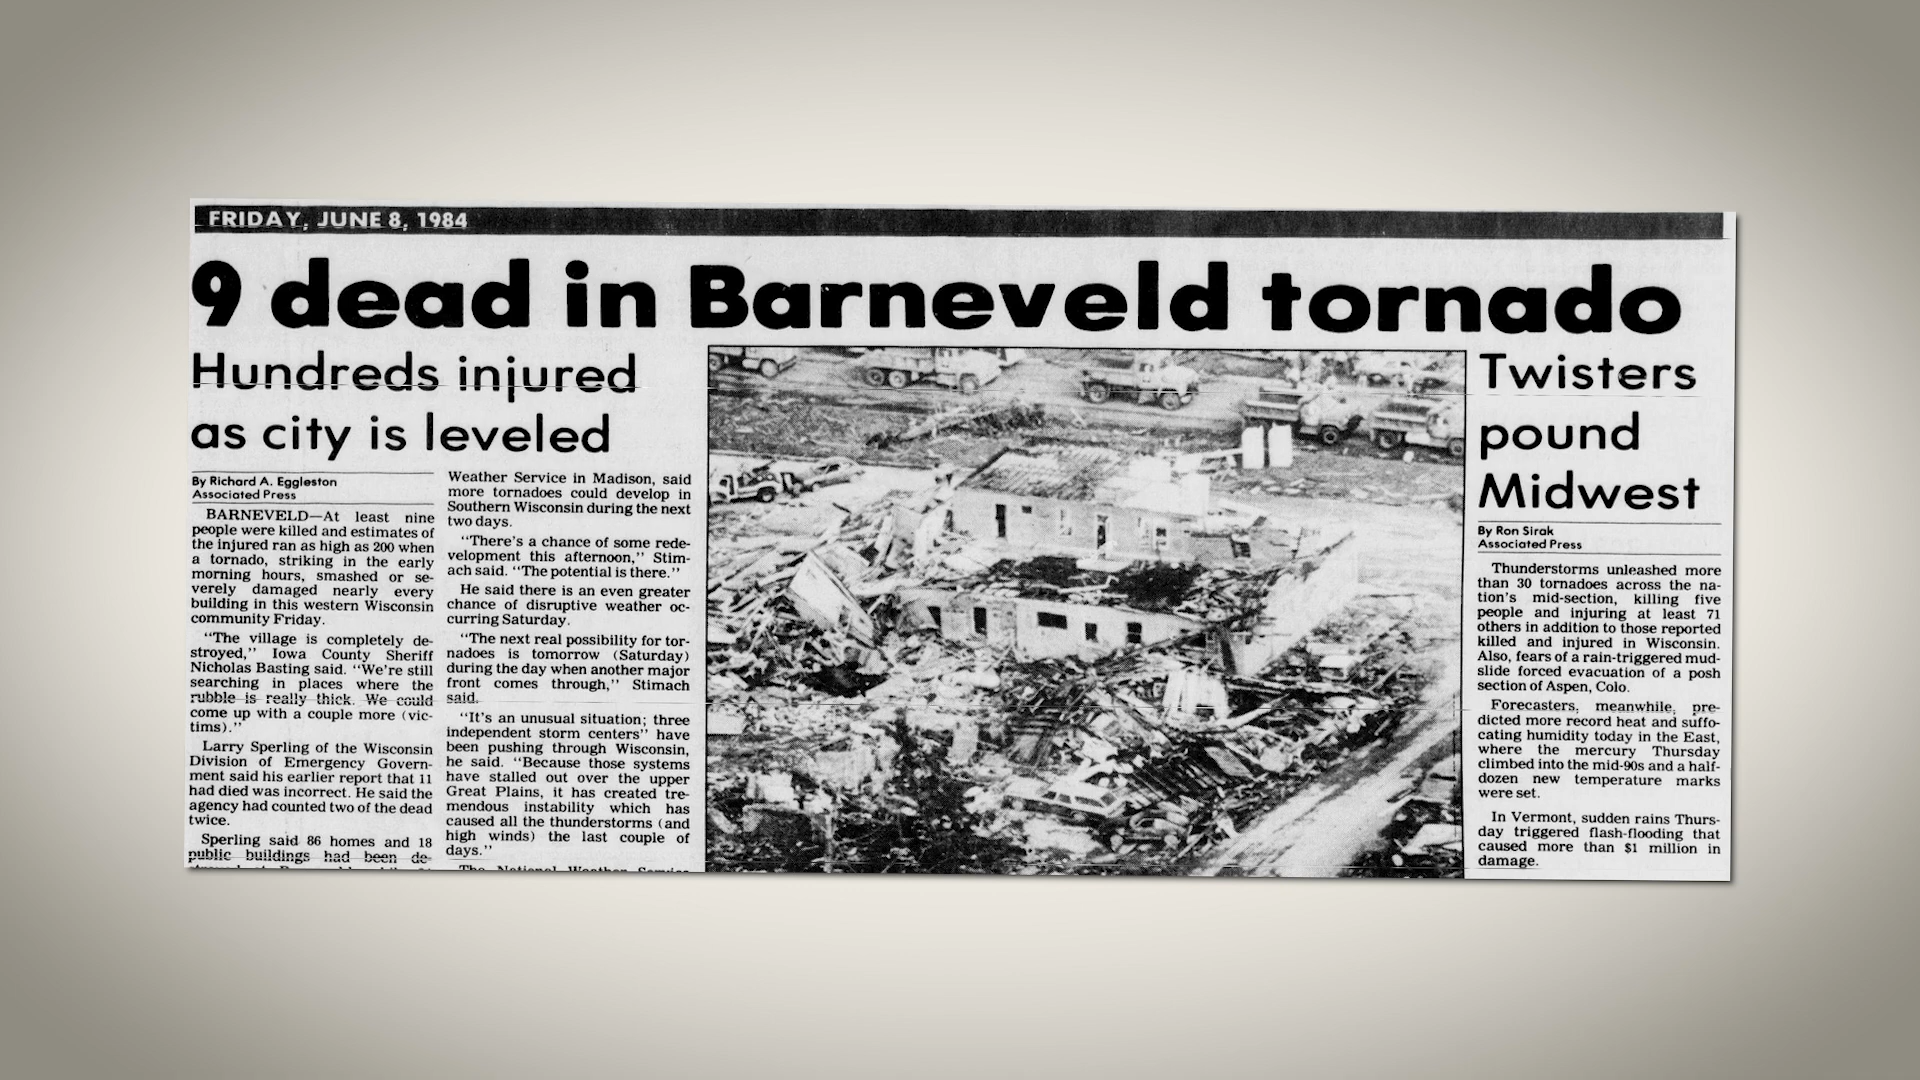 FRIDAY, JUNE 8, 1984
9 dead in Barneveld tornado
Hundreds injured
as city is leveled
By Richard A. Eggleston
Associated Press
BARNEVELD—At least nine
people were killed and estimates of
the injured ran as high as 200 when
a tornado, striking in the early
morning hours, smashed or se-
verely damaged nearly every
building in this western Wisconsin
community Friday.
“The village is completely de-
stroyed,” Iowa County Sheriff
Nicholas Basting said. “We're still
searching in places where the
rubble is really thick. We could
come up with a couple more (vic-
tims).”
Larry Sperling of the Wisconsin
Division of Emergency Govern-
ment said his earlier report that 11
had died was incorrect. He said the
agency had counted two of the dead
twice.
Sperling said 86 homes and 18
public buildings had been de-
Weather Service in Madison, said
more tornadoes could develop in
Southern Wisconsin during the next
two days.
“There's a chance of some rede-
velopment this afternoon,” Stim-
ach said. “The potential is there.”
He said there is an even greater
chance of disruptive weather oc-
curring Saturday.
“The next real possibility for tor-
nadoes is tomorrow (Saturday)
during the day when another major
front comes through,” Stimach
said.
“It's an unusual situation; three
independent storm centers” have
been pushing through Wisconsin,
he said. “Because those systems
have stalled out over the upper
Great Plains, it has created tre-
mendous instability which has
caused all the thunderstorms (and
high winds) the last couple of
days.”
The National Weather Service
Twisters
pound
Midwest
By Ron Sirak
Associated Press
Thunderstorms unleashed more
than 30 tornadoes across the na-
tion's mid-section, killing five
people and injuring at least 71
others in addition to those reported
killed and injured in Wisconsin.
Also, fears of a rain-triggered mud-
slide forced evacuation of a posh
section of Aspen, Colo.
Forecasters, meanwhile, pre-
dicted more record heat and suffo-
cating humidity today in the East,
where the mercury Thursday
climbed into the mid-90s and a half-
dozen new temperature marks
were set.
In Vermont, sudden rains Thurs-
day triggered flash-flooding that
caused more than $1 million in
damage.